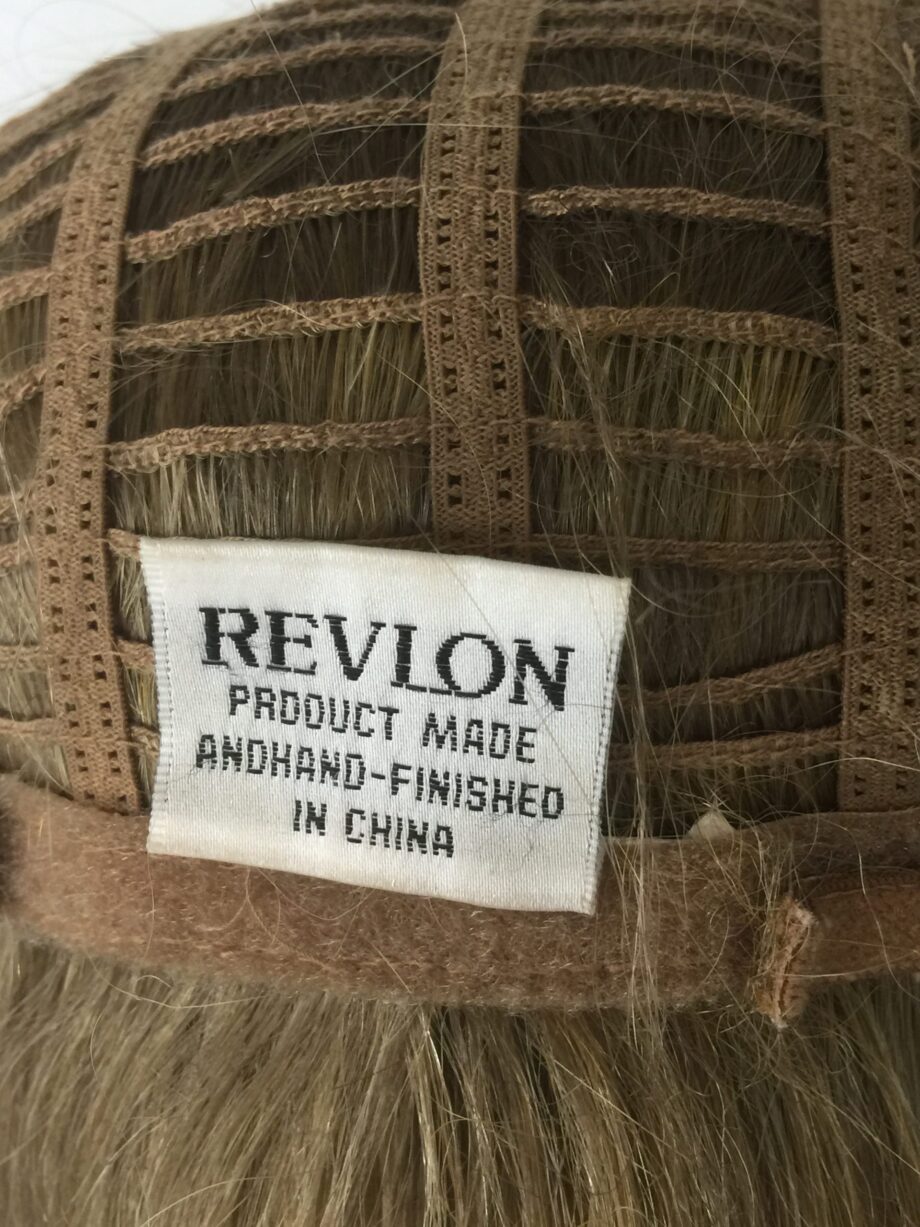 REVLON
PRODUCT MADE
ANDHAND-FINISHED
IN CHINA